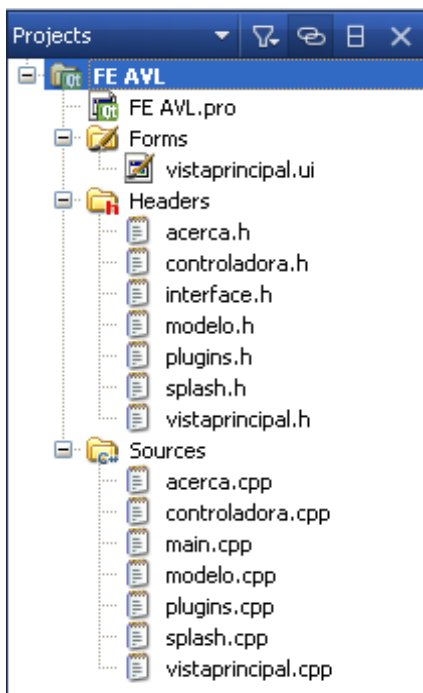 Projects
FE AVL
FE AVL.pro
Forms
vistaprincipal.ui
Headers
acerca.h
controladora.h
interface.h
modelo.h
plugins.h
splash.h
vistaprincipal.h
Sources
acerca.cpp
controladora.cpp
main.cpp
modelo.cpp
plugins.cpp
splash.cpp
vistaprincipal.cpp